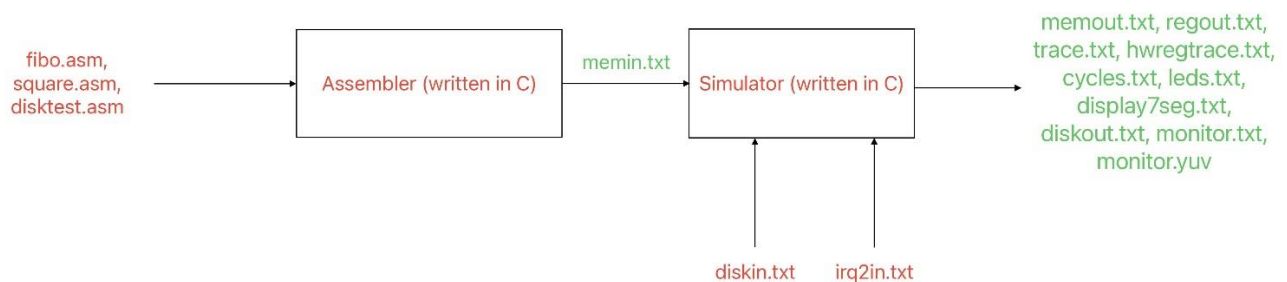 fibo.asm,
square.asm,
disktest.asm
Assembler (written in C)
memin.txt
Simulator (written in C)
memout.txt, regout.txt,
trace.txt, hwregtrace.txt,
cycles.txt, leds.txt,
display7seg.txt,
diskout.txt, monitor.txt,
monitor.yuv
diskin.txt
irq2in.txt